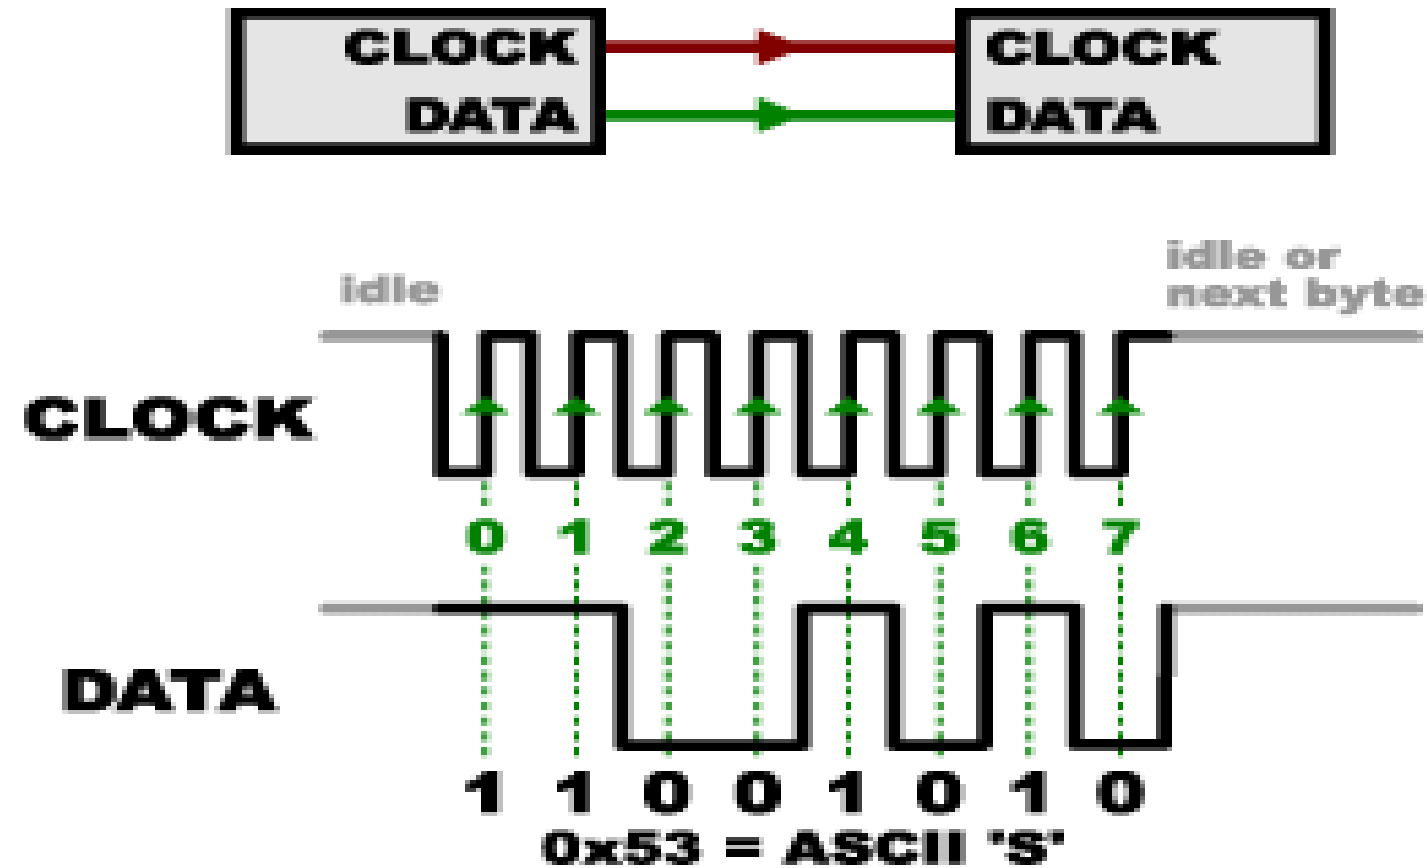 CLOCK CLOCK
DATA DATA
idle
idle or
next byte
CLOCK
0 1 2 3 4 5 6 7
DATA
1 1 0 0 1 0 1 0
0x53 = ASCII 'S'